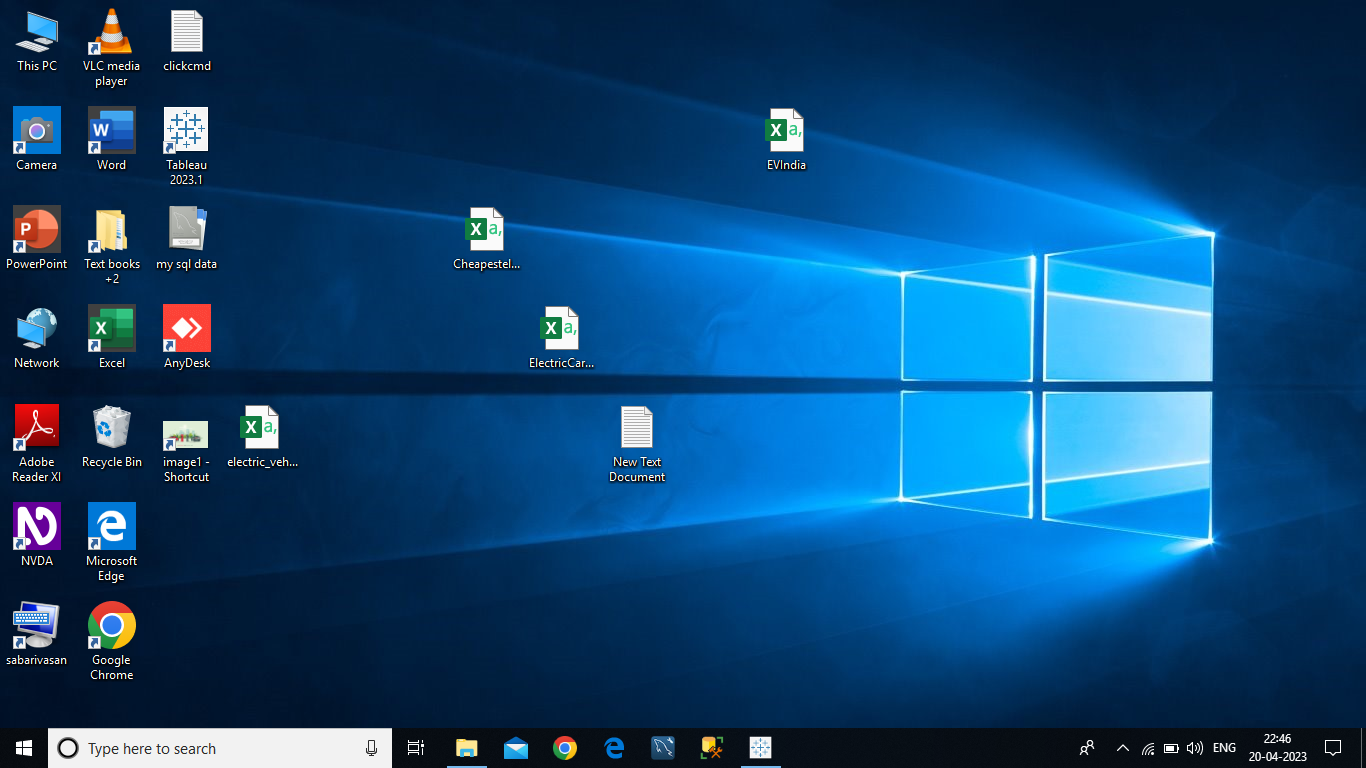 This PC
VLC media
player
clickcmd
Camera
Word
Tableau
2023.1
EVIndia
PowerPoint
Text books
+2
my sql data
Cheapestel...
Network
Excel
AnyDesk
ElectricCar...
Adobe
Reader XI
Recycle Bin
image1 -
Shortcut
electric_veh...
New Text
Document
NVDA
Microsoft
Edge
sabarivasan
Google
Chrome
Type here to search
ENG
22:46
20-04-2023